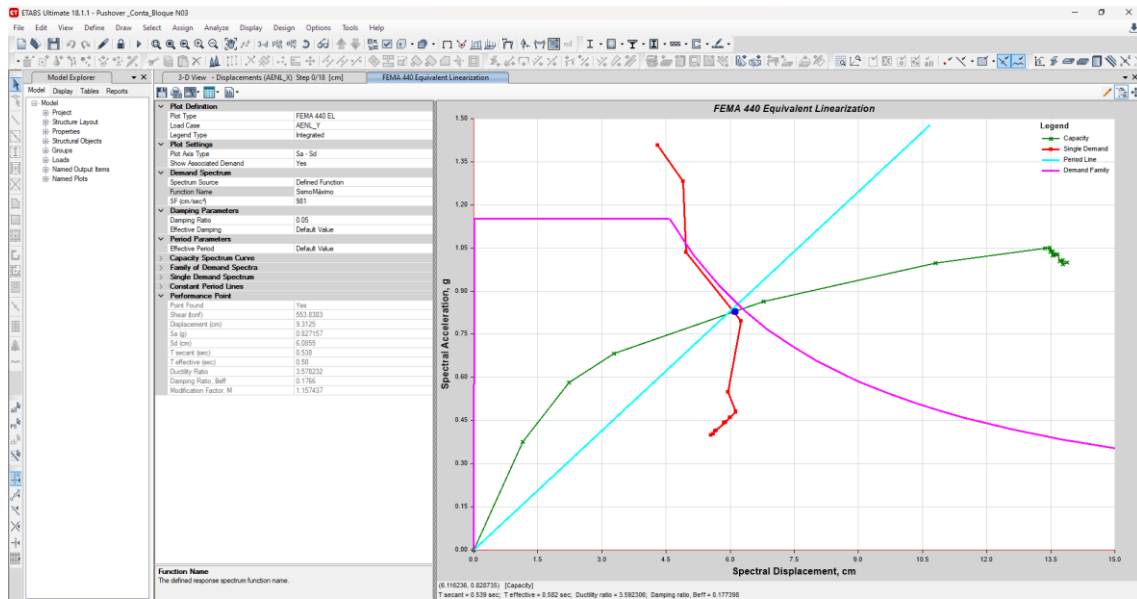 ETABS Ultimate 18.1.1 - Pushover _Conta_Bloque N03
File Edit View Define Draw Select Assign Analyze Display Design Options Tools Help
Model Explorer
3-D View - Displacements (AENL_X) Step 0/18 [cm]
FEMA 440 Equivalent Linearization
Model Display Tables Reports
Model
Project
Structure Layout
Properties
Structural Objects
Groups
Loads
Named Output Items
Named Plots
Plot Definition
Plot Type FEMA 440 EL
Load Case AENL_Y
Legend Type Integrated
Plot Settings
Plot Axis Type Sa - Sd
Show Associated Demand Yes
Demand Spectrum
Spectrum Source Defined Function
Function Name SismoMáximo
SF (cm/sec²) 981
Damping Parameters
Damping Ratio 0.05
Effective Damping Default Value
Period Parameters
Effective Period Default Value
Capacity Spectrum Curve
Family of Demand Spectra
Single Demand Spectrum
Constant Period Lines
Performance Point
Point Found Yes
Shear (tonf) 553.8383
Displacement (cm) 9.3125
Sa (g) 0.827157
Sd (cm) 6.0855
T secant (sec) 0.538
T effective (sec) 0.58
Ductility Ratio 3.578232
Damping Ratio, Beff 0.1766
Modification Factor, M 1.157437
Function Name
The defined response spectrum function name.
FEMA 440 Equivalent Linearization
Legend
Capacity
Single Demand
Period Line
Demand Family
Spectral Acceleration, g
1.50
1.35
1.20
1.05
0.90
0.75
0.60
0.45
0.30
0.15
0.00
0.0 1.5 3.0 4.5 6.0 7.5 9.0 10.5 12.0 13.5 15.0
Spectral Displacement, cm
(6.116236, 0.828735) [Capacity]
T secant = 0.539 sec; T effective = 0.582 sec; Ductility ratio = 3.592306; Damping ratio, Beff = 0.177398